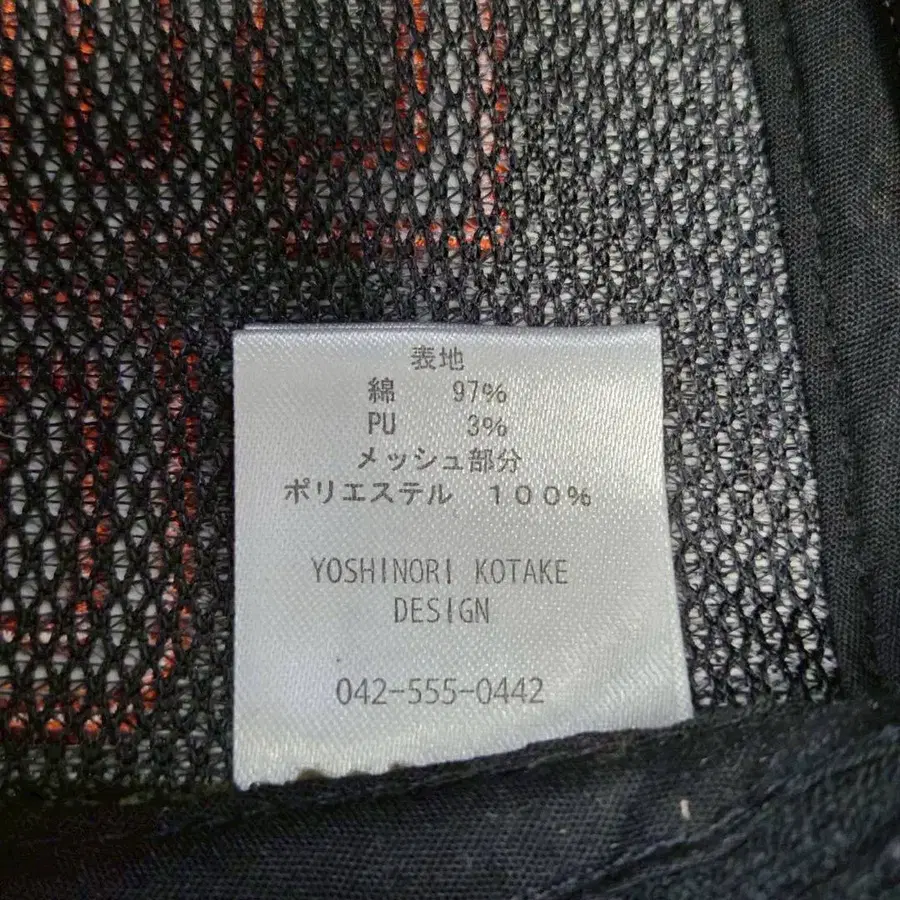 表地
綿 97%
PU 3%
メッシュ部分
ポリエステル １００％
YOSHINORI KOTAKE
DESIGN
042-555-0442